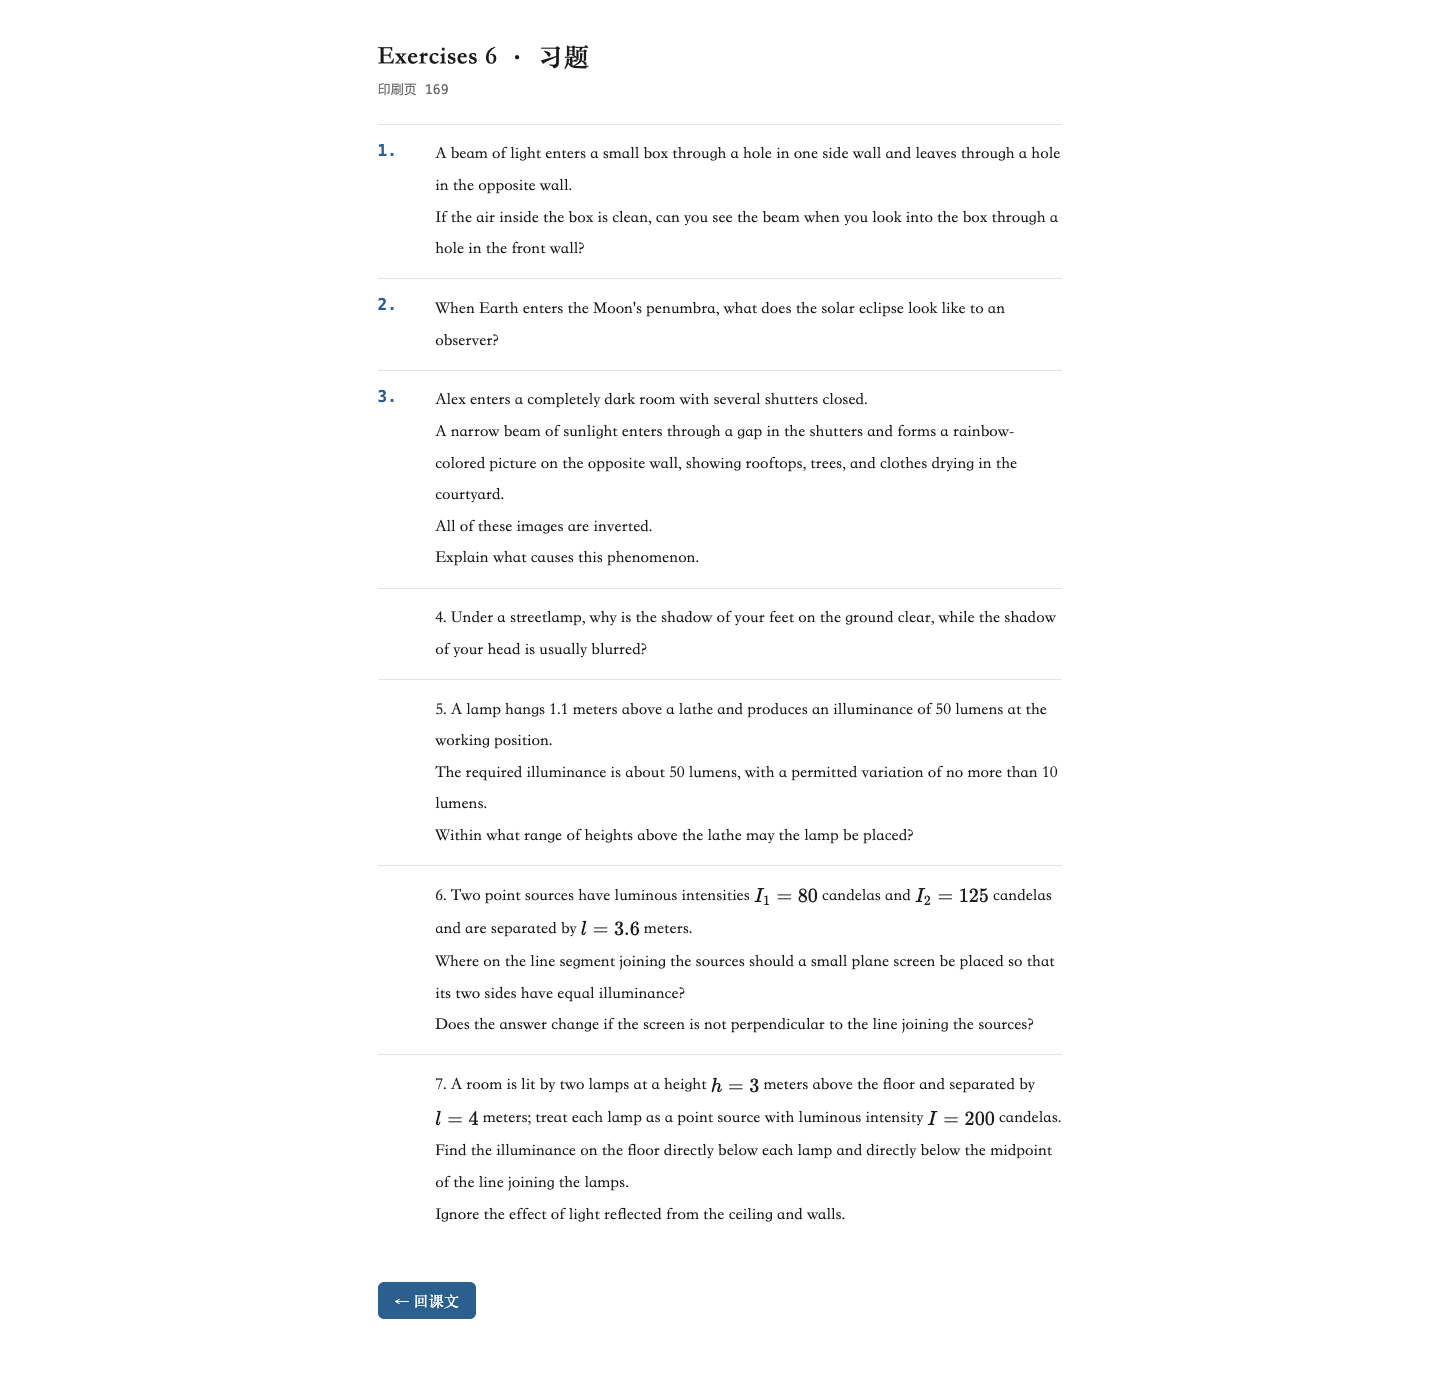 Exercises 6 · 习题
印刷页 169
1.
A beam of light enters a small box through a hole in one side wall and leaves through a hole
in the opposite wall.
If the air inside the box is clean, can you see the beam when you look into the box through a
hole in the front wall?
2.
When Earth enters the Moon's penumbra, what does the solar eclipse look like to an
observer?
3.
Alex enters a completely dark room with several shutters closed.
A narrow beam of sunlight enters through a gap in the shutters and forms a rainbow-
colored picture on the opposite wall, showing rooftops, trees, and clothes drying in the
courtyard.
All of these images are inverted.
Explain what causes this phenomenon.
4. Under a streetlamp, why is the shadow of your feet on the ground clear, while the shadow
of your head is usually blurred?
5. A lamp hangs 1.1 meters above a lathe and produces an illuminance of 50 lumens at the
working position.
The required illuminance is about 50 lumens, with a permitted variation of no more than 10
lumens.
Within what range of heights above the lathe may the lamp be placed?
6. Two point sources have luminous intensities I₁ = 80 candelas and I₂ = 125 candelas
and are separated by l = 3.6 meters.
Where on the line segment joining the sources should a small plane screen be placed so that
its two sides have equal illuminance?
Does the answer change if the screen is not perpendicular to the line joining the sources?
7. A room is lit by two lamps at a height h = 3 meters above the floor and separated by
l = 4 meters; treat each lamp as a point source with luminous intensity I = 200 candelas.
Find the illuminance on the floor directly below each lamp and directly below the midpoint
of the line joining the lamps.
Ignore the effect of light reflected from the ceiling and walls.
← 回课文